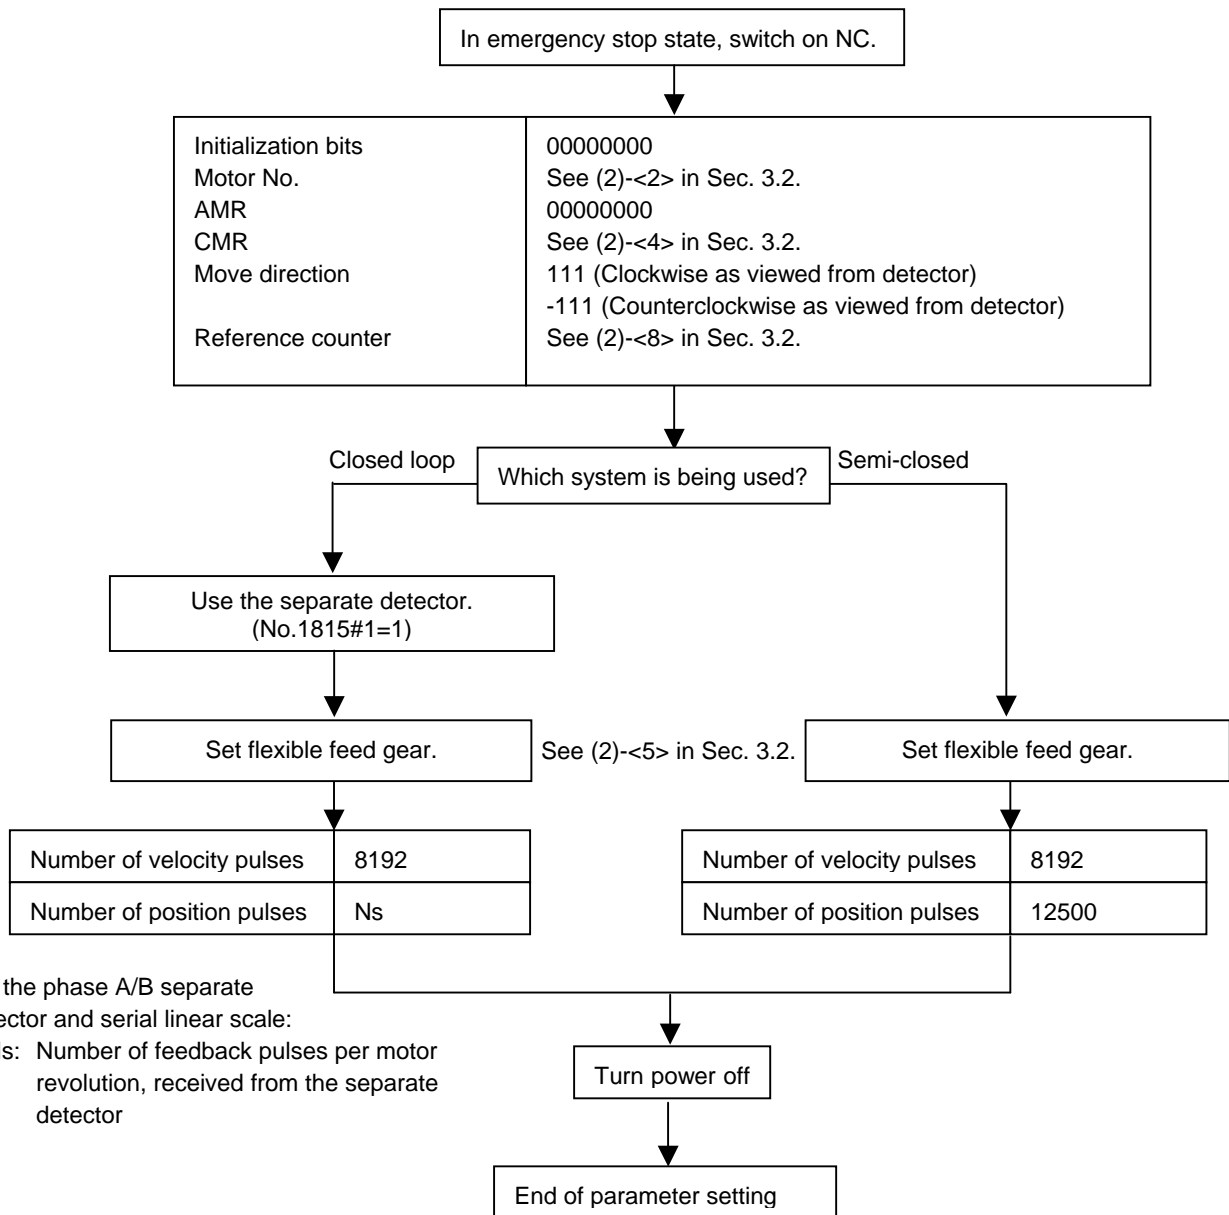 In emergency stop state, switch on NC.
Initialization bits 00000000
Motor No. See (2)-<2> in Sec. 3.2.
AMR 00000000
CMR See (2)-<4> in Sec. 3.2.
Move direction 111 (Clockwise as viewed from detector)
-111 (Counterclockwise as viewed from detector)
Reference counter See (2)-<8> in Sec. 3.2.
Closed loop
Which system is being used?
Semi-closed
Use the separate detector.
(No.1815#1=1)
Set flexible feed gear.
See (2)-<5> in Sec. 3.2.
Set flexible feed gear.
Number of velocity pulses 8192
Number of position pulses Ns
Number of velocity pulses 8192
Number of position pulses 12500
the phase A/B separate
and serial linear scale:
Number of feedback pulses per motor
revolution, received from the separate
detector
Turn power off
End of parameter setting